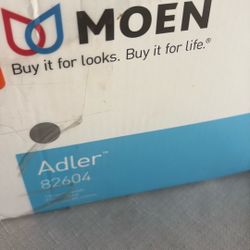 MOEN
Buy it for looks. Buy it for life.®
Adler™
82604